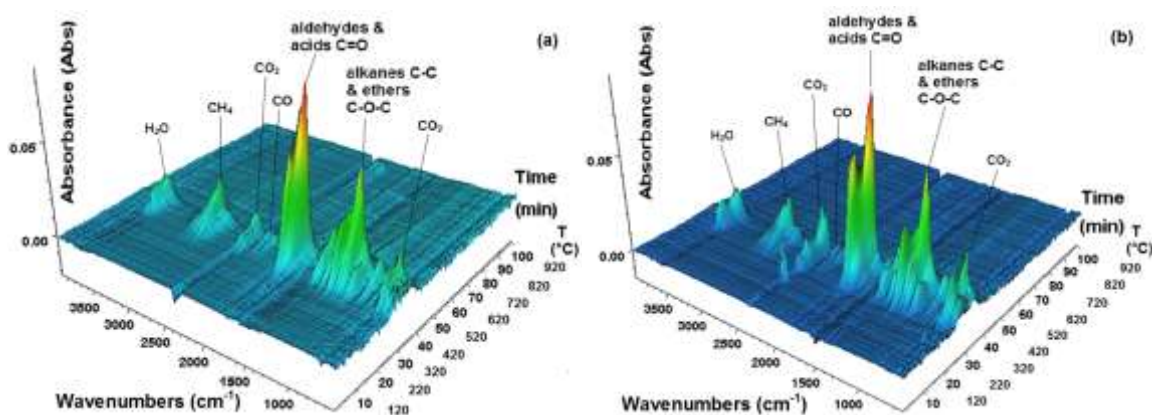 (a)
aldehydes &
acids C=O
CO₂
CO
alkanes C-C
& ethers
C-O-C
CH₄
H₂O
CO₂
Absorbance (Abs)
0.05
0.00
Time
(min)
T
(°C)
100
90
80
70
60
50
40
30
20
10
920
820
720
620
520
420
320
220
120
3500
3000
2500
2000
1500
1000
Wavenumbers (cm⁻¹)
(b)
aldehydes &
acids C=O
alkanes C-C
& ethers
C-O-C
CO₂
CO
CH₄
H₂O
CO₂
Absorbance (Abs)
0.05
0.00
Time
(min)
T
(°C)
100
90
80
70
60
50
40
30
20
10
920
820
720
620
520
420
320
220
120
3500
3000
2500
2000
1500
1000
Wavenumbers (cm⁻¹)